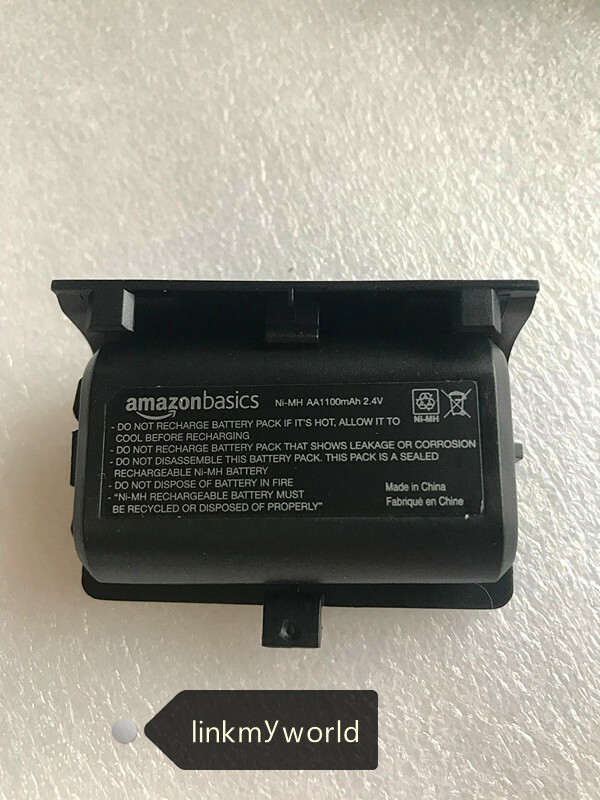 amazonbasics Ni-MH AA1100mAh 2.4V
NI-MH
- DO NOT RECHARGE BATTERY PACK IF IT'S HOT, ALLOW IT TO
COOL BEFORE RECHARGING
- DO NOT RECHARGE BATTERY PACK THAT SHOWS LEAKAGE OR CORROSION
- DO NOT DISASSEMBLE THIS BATTERY PACK. THIS PACK IS A SEALED
RECHARGEABLE Ni-MH BATTERY
- DO NOT DISPOSE OF BATTERY IN FIRE
- "Ni-MH RECHARGEABLE BATTERY MUST
BE RECYCLED OR DISPOSED OF PROPERLY"
Made in China
Fabriqué en Chine
linkmyworld